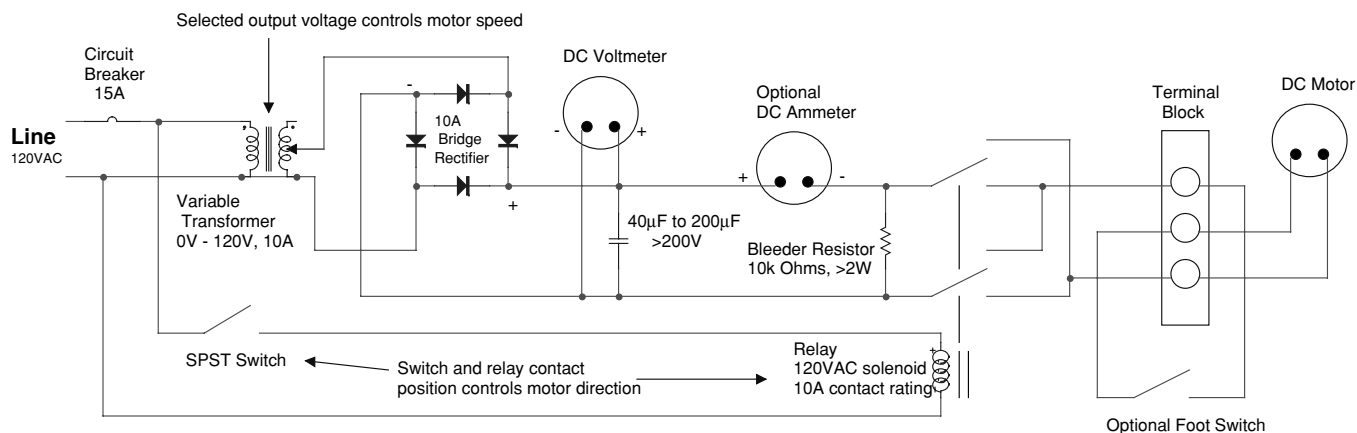 Selected output voltage controls motor speed
Circuit
Breaker
15A
Line
120VAC
Variable
Transformer
0V - 120V, 10A
-
10A
Bridge
Rectifier
+
DC Voltmeter
-
+
40µF to 200µF
>200V
Optional
DC Ammeter
+
-
Bleeder Resistor
10k Ohms, >2W
Terminal
Block
DC Motor
SPST Switch
Switch and relay contact
position controls motor direction
Relay
120VAC solenoid
10A contact rating
Optional Foot Switch